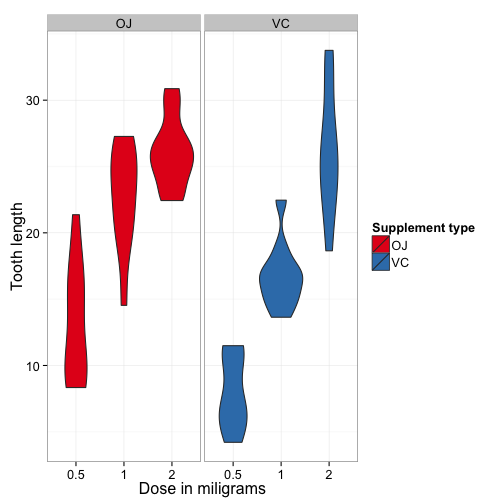 OJ VC
30
20
10
Tooth length
0.5 1 2 0.5 1 2
Dose in miligrams
Supplement type
OJ
VC